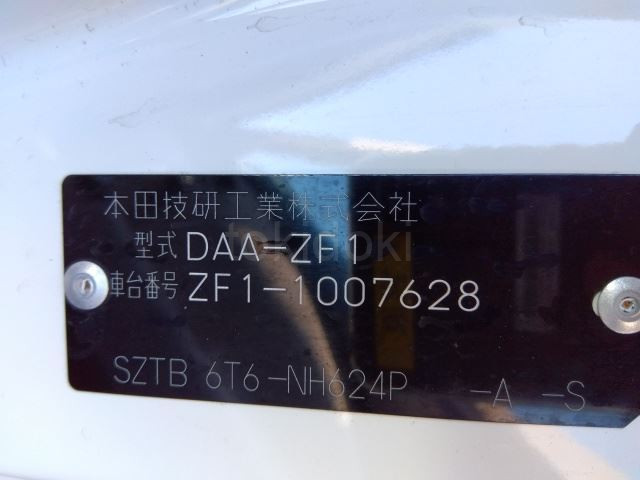 本田技研工業株式会社
型式 DAA-ZF1
車台番号 ZF1-1007628
SZTB 6T6-NH624P -A -S